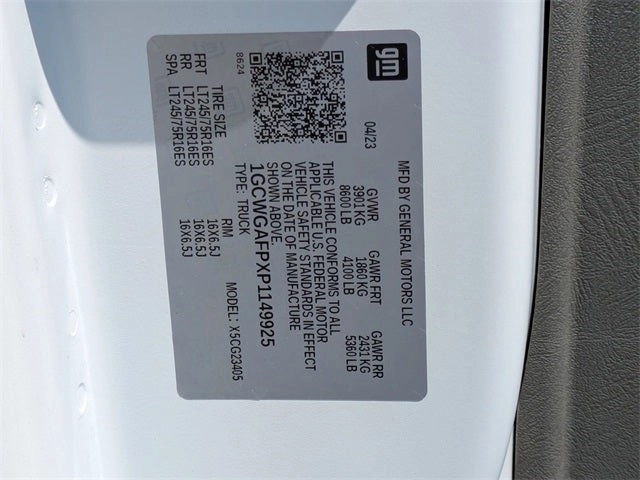 gm
MFD BY GENERAL MOTORS LLC
04/23 GVWR GAWR FRT GAWR RR
3901 KG 1860 KG 2431 KG
8600 LB 4100 LB 5360 LB
THIS VEHICLE CONFORMS TO ALL
APPLICABLE U.S. FEDERAL MOTOR
VEHICLE SAFETY STANDARDS IN EFFECT
ON THE DATE OF MANUFACTURE
SHOWN ABOVE.
1GCWGAFPXP1149925
8624 TYPE: TRUCK MODEL: X5CG23405
TIRE SIZE RIM
FRT LT245/75R16ES 16X6.5J
RR LT245/75R16ES 16X6.5J
SPA LT245/75R16ES 16X6.5J